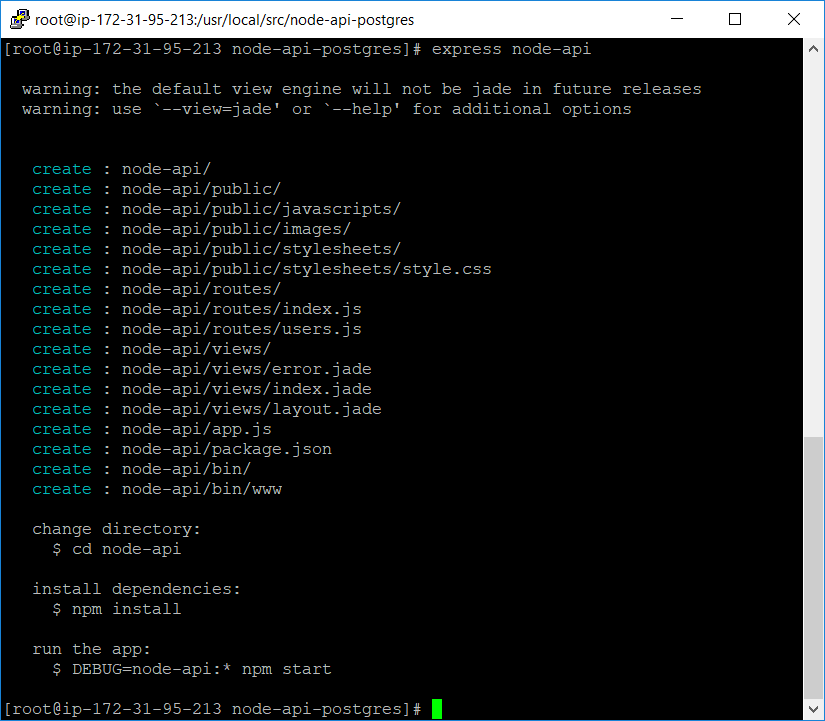 root@ip-172-31-95-213:/usr/local/src/node-api-postgres
[root@ip-172-31-95-213 node-api-postgres]# express node-api
warning: the default view engine will not be jade in future releases
warning: use `--view=jade' or `--help' for additional options
create : node-api/
create : node-api/public/
create : node-api/public/javascripts/
create : node-api/public/images/
create : node-api/public/stylesheets/
create : node-api/public/stylesheets/style.css
create : node-api/routes/
create : node-api/routes/index.js
create : node-api/routes/users.js
create : node-api/views/
create : node-api/views/error.jade
create : node-api/views/index.jade
create : node-api/views/layout.jade
create : node-api/app.js
create : node-api/package.json
create : node-api/bin/
create : node-api/bin/www
change directory:
$ cd node-api
install dependencies:
$ npm install
run the app:
$ DEBUG=node-api:* npm start
[root@ip-172-31-95-213 node-api-postgres]#